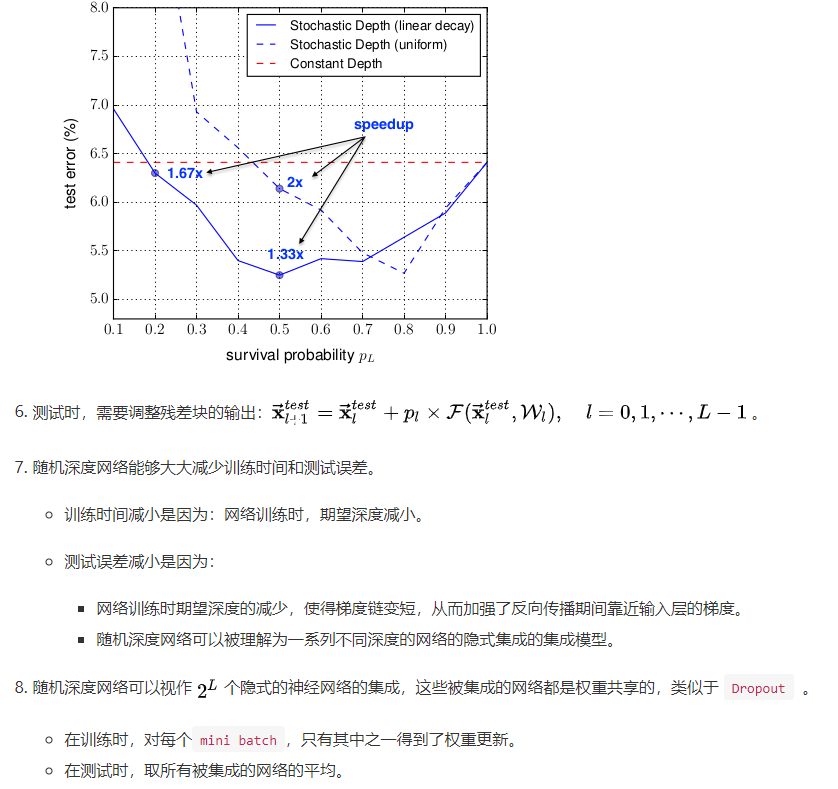 8.0
Stochastic Depth (linear decay)
Stochastic Depth (uniform)
Constant Depth
7.5
7.0
speedup
6.5
1.67x
2x
6.0
5.5
1.33x
5.0
test error (%)
0.1 0.2 0.3 0.4 0.5 0.6 0.7 0.8 0.9 1.0
survival probability $p_L$
6. 测试时，需要调整残差块的输出：$\vec{\mathbf{x}}_{l+1}^{test} = \vec{\mathbf{x}}_l^{test} + p_l \times \mathcal{F}(\vec{\mathbf{x}}_l^{test}, \mathcal{W}_l), \quad l = 0, 1, \cdots, L-1$ 。
7. 随机深度网络能够大大减少训练时间和测试误差。
训练时间减小是因为：网络训练时，期望深度减小。
测试误差减小是因为：
网络训练时期望深度的减少，使得梯度链变短，从而加强了反向传播期间靠近输入层的梯度。
随机深度网络可以被理解为一系列不同深度的网络的隐式集成的集成模型。
8. 随机深度网络可以视作 $2^L$ 个隐式的神经网络的集成，这些被集成的网络都是权重共享的，类似于 Dropout 。
在训练时，对每个 mini batch ，只有其中之一得到了权重更新。
在测试时，取所有被集成的网络的平均。